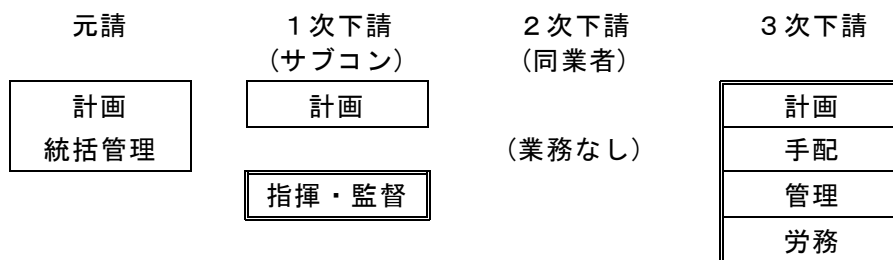 元請 １次下請 ２次下請 ３次下請
（サブコン） （同業者）
計画 計画 計画
統括管理 （業務なし） 手配
指揮・監督 管理
労務